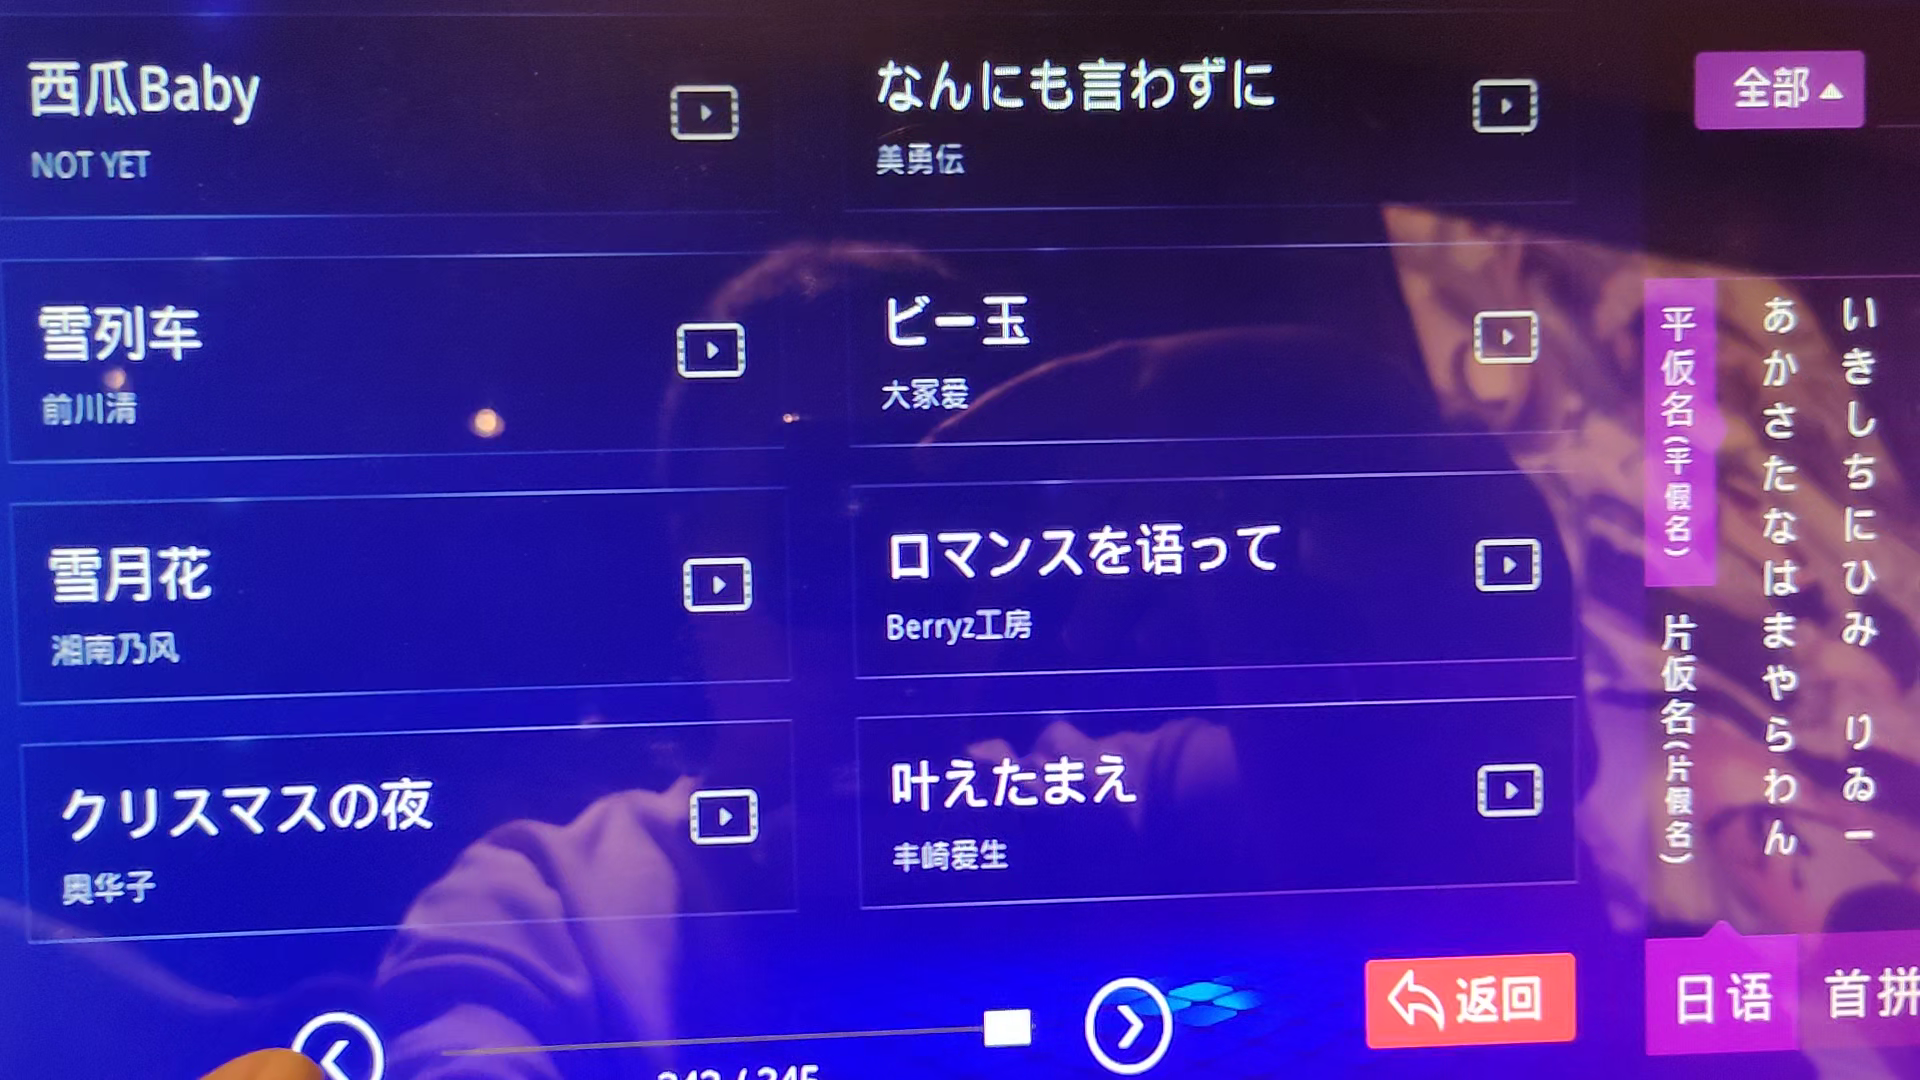 西瓜Baby
NOT YET
なんにも言わずに
美勇伝
全部
雪列车
前川清
ビー玉
大冢爱
雪月花
湘南乃风
ロマンスを语って
Berryz工房
クリスマスの夜
奥华子
叶えたまえ
丰崎爱生
平仮名(平假名)
片仮名(片假名)
あかさたなはまやらわん
いきしちにひみ りゐー
返回
日语
首拼